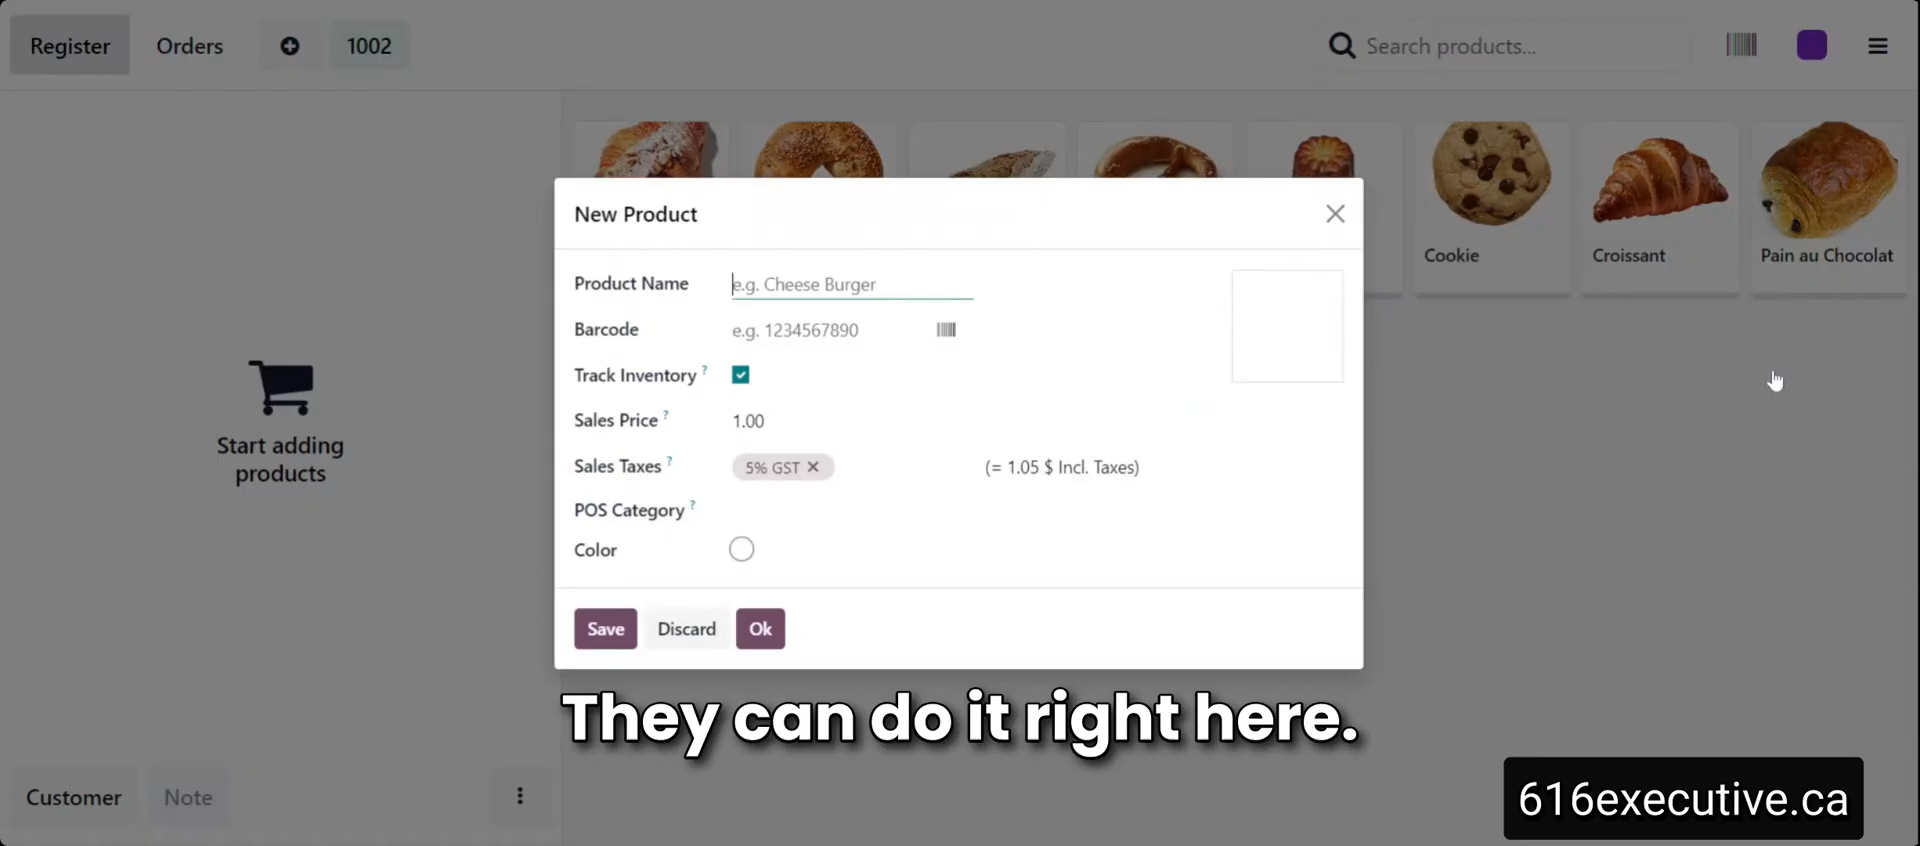 Register
Orders
1002
Search products...
Start adding
products
Cookie
Croissant
Pain au Chocolat
New Product
Product Name
e.g. Cheese Burger
Barcode
e.g. 1234567890
Track Inventory ?
Sales Price ?
1.00
Sales Taxes ?
5% GST ×
(= 1.05 $ Incl. Taxes)
POS Category ?
Color
Save
Discard
Ok
They can do it right here.
Customer
Note
616executive.ca